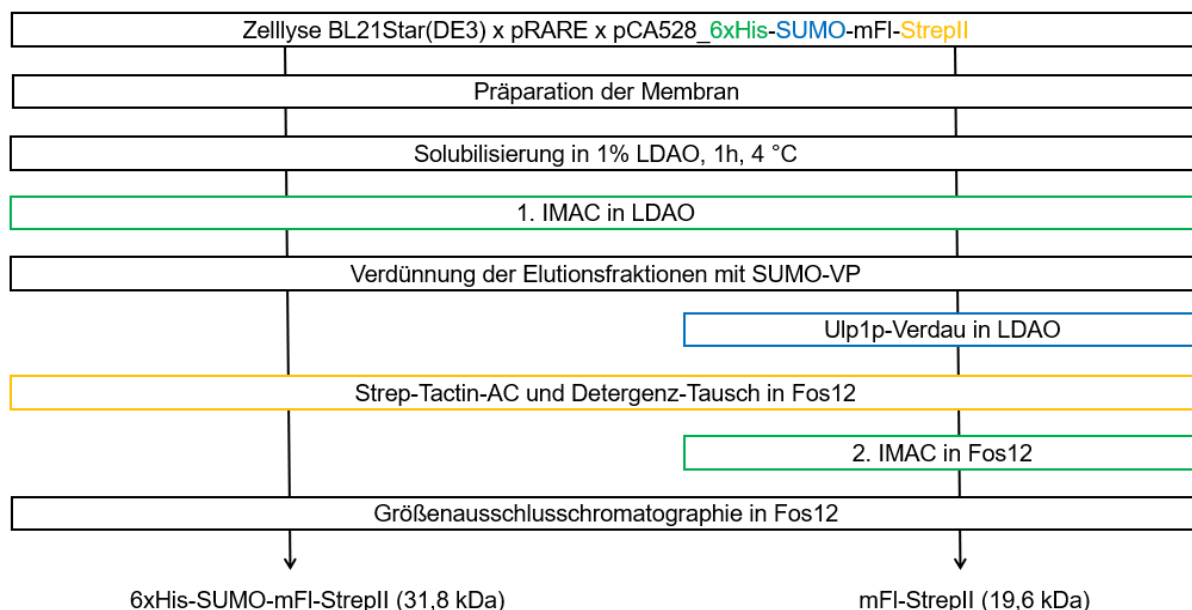 Zelllyse BL21Star(DE3) x pRARE x pCA528_6xHis-SUMO-mFl-StrepII
Präparation der Membran
Solubilisierung in 1% LDAO, 1h, 4 °C
1. IMAC in LDAO
Verdünnung der Elutionsfraktionen mit SUMO-VP
Ulp1p-Verdau in LDAO
Strep-Tactin-AC und Detergenz-Tausch in Fos12
2. IMAC in Fos12
Größenausschlusschromatographie in Fos12
6xHis-SUMO-mFl-StrepII (31,8 kDa)
mFl-StrepII (19,6 kDa)